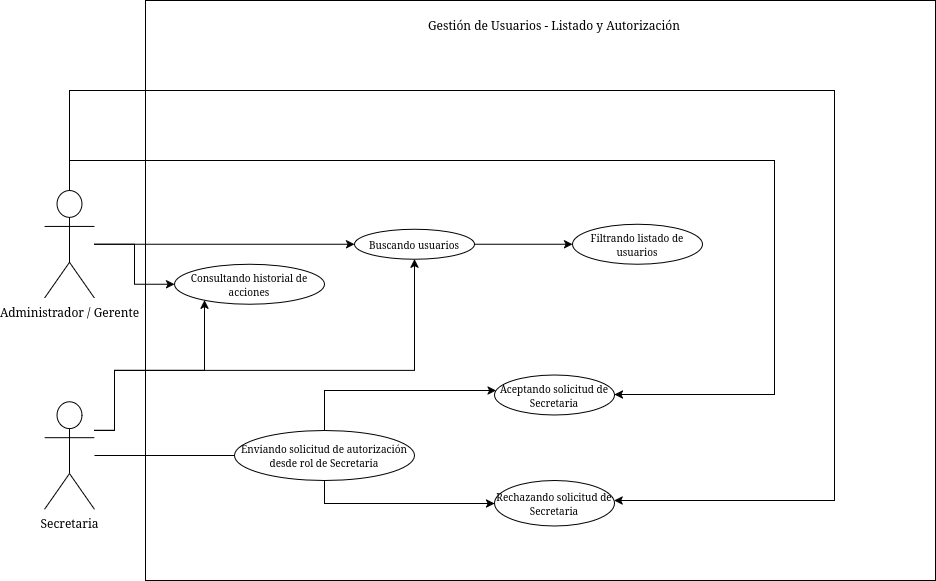 Gestión de Usuarios - Listado y Autorización
Buscando usuarios
Filtrando listado de
usuarios
Consultando historial de
acciones
Administrador / Gerente
Aceptando solicitud de
Secretaria
Enviando solicitud de autorización
desde rol de Secretaria
Rechazando solicitud de
Secretaria
Secretaria